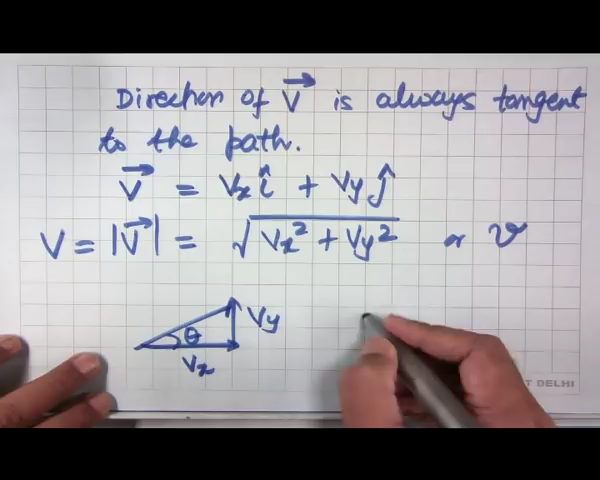 Direction of V⃗ is always tangent
to the path.
V⃗ = Vx î + Vy ĵ
V = |V⃗| = √(Vx² + Vy²) or v
Vy
θ
Vx
T DELHI